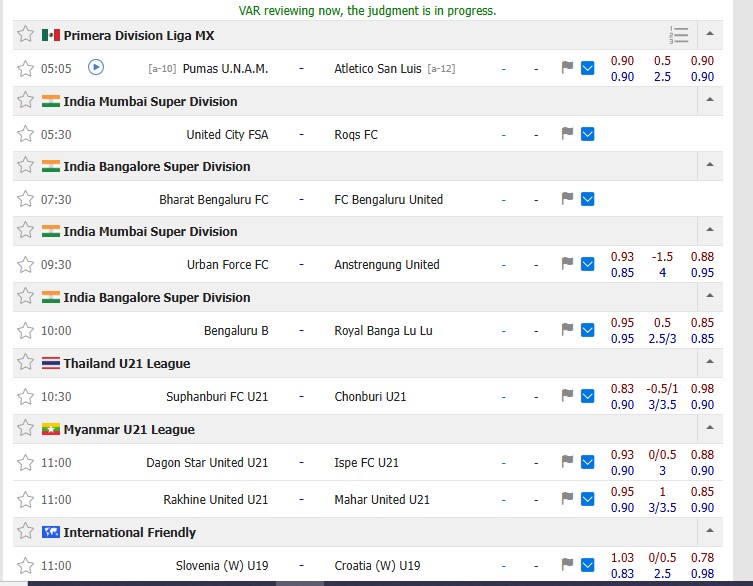 VAR reviewing now, the judgment is in progress.
Primera Division Liga MX
05:05 [a-10] Pumas U.N.A.M. - Atletico San Luis [a-12] - - 0.90 0.5 0.90
0.90 2.5 0.90
India Mumbai Super Division
05:30 United City FSA - Roqs FC - -
India Bangalore Super Division
07:30 Bharat Bengaluru FC - FC Bengaluru United - -
India Mumbai Super Division
09:30 Urban Force FC - Anstrengung United - - 0.93 -1.5 0.88
0.85 4 0.95
India Bangalore Super Division
10:00 Bengaluru B - Royal Banga Lu Lu - - 0.95 0.5 0.85
0.95 2.5/3 0.85
Thailand U21 League
10:30 Suphanburi FC U21 - Chonburi U21 - - 0.83 -0.5/1 0.98
0.90 3/3.5 0.90
Myanmar U21 League
11:00 Dagon Star United U21 - Ispe FC U21 - - 0.93 0/0.5 0.88
0.90 3 0.90
11:00 Rakhine United U21 - Mahar United U21 - - 0.95 1 0.85
0.90 3/3.5 0.90
International Friendly
11:00 Slovenia (W) U19 - Croatia (W) U19 - - 1.03 0/0.5 0.78
0.83 2.5 0.98